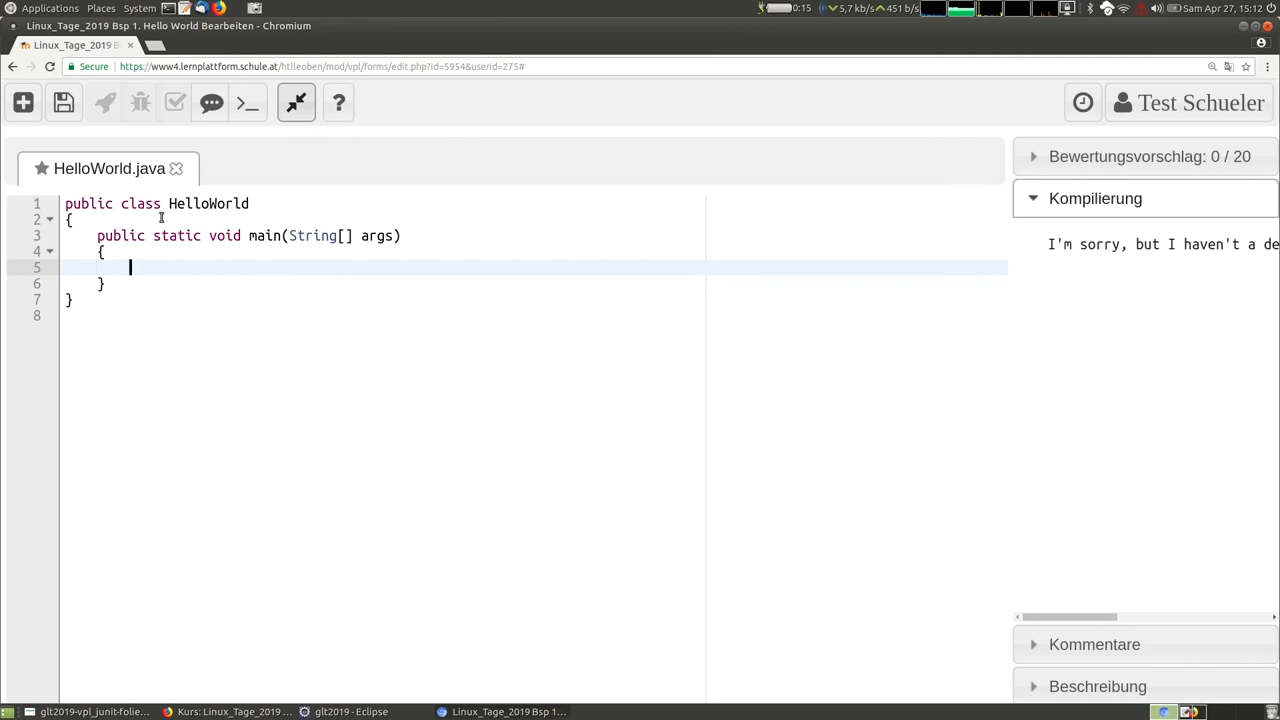 Applications Places System 0:15 5,7 kb/s 451 b/s Sam Apr 27, 15:12
Linux_Tage_2019 Bsp 1. Hello World Bearbeiten - Chromium
Linux_Tage_2019 B
Secure https://www4.lernplattform.schule.at/htlleoben/mod/vpl/forms/edit.php?id=5954&userid=275#
Test Schueler
HelloWorld.java
1 public class HelloWorld
2 {
3 public static void main(String[] args)
4 {
5
6 }
7 }
8
Bewertungsvorschlag: 0 / 20
Kompilierung
I'm sorry, but I haven't a de
Kommentare
Beschreibung
glt2019-vpl_junit-folie... Kurs: Linux_Tage_2019 ... glt2019 - Eclipse Linux_Tage_2019 Bsp 1...